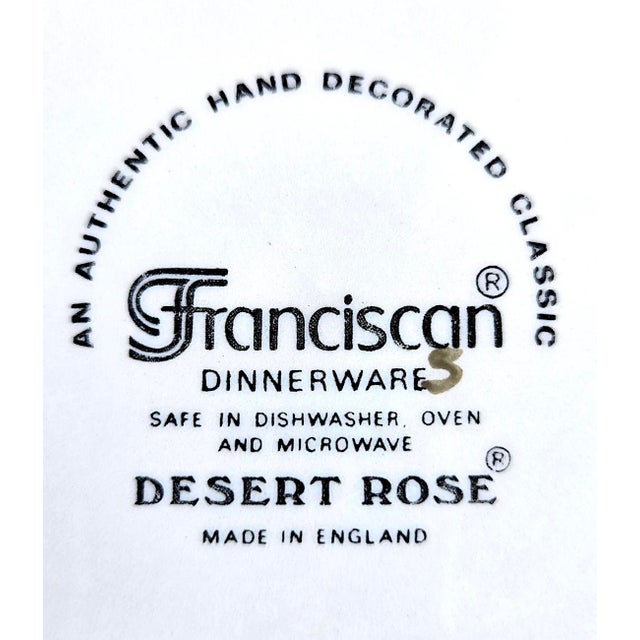 AN AUTHENTIC HAND DECORATED CLASSIC
Franciscan®
DINNERWARE
S
SAFE IN DISHWASHER, OVEN
AND MICROWAVE
DESERT ROSE®
MADE IN ENGLAND